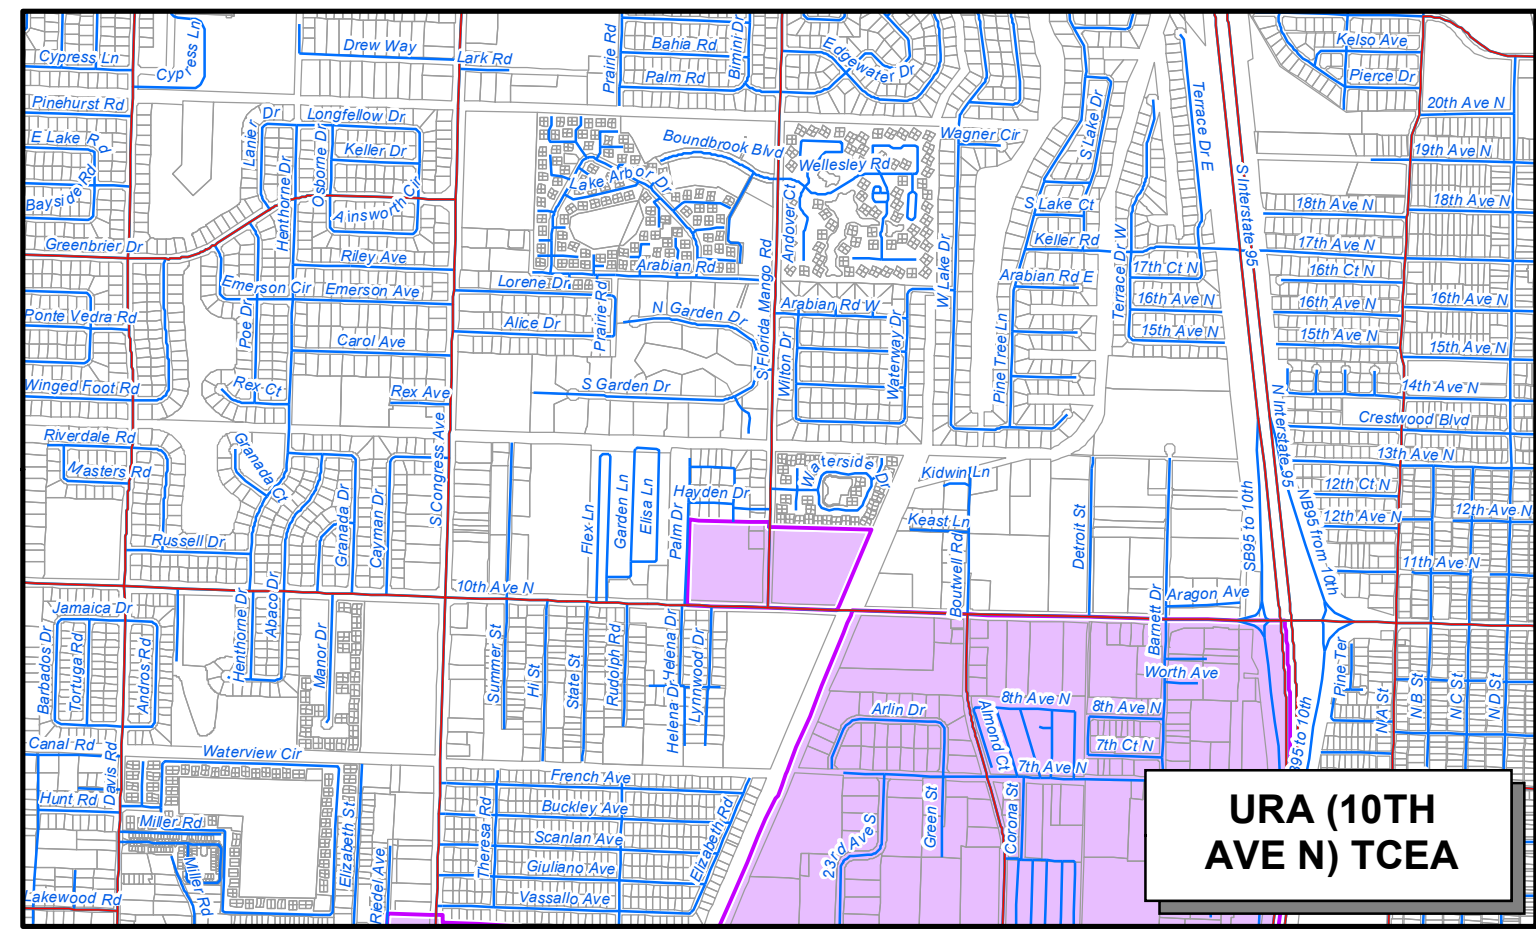 Cypress Ln
Cypress Ln
Drew Way
Lark Rd
Prairie Rd
Bahia Rd
Palm Rd
Bimini Dr
Edgewater Dr
Kelso Ave
Pierce Dr
20th Ave N
Pinehurst Rd
E Lake Rd
Bayside Rd
Lanier Dr
Longfellow Dr
Keller Dr
Osborne Dr
Henthorne Dr
Ainsworth Cir
Boundbrook Blvd
Lake Arbor Dr
Wellesley Rd
Wagner Cir
S Lake Dr
Terrace Dr E
S Interstate 95
19th Ave N
18th Ave N
18th Ave N
S Lake Ct
Keller Rd
17th Ave N
Greenbrier Dr
Riley Ave
Emerson Cir
Emerson Ave
Lorene Dr
Arabian Rd
S Florida Mango Rd
Andover Ct
W Lake Dr
Arabian Rd E
Terrace Dr W
17th Ct N
16th Ct N
16th Ave N
16th Ave N
16th Ave N
Ponte Vedra Rd
Poe Dr
Carol Ave
Alice Dr
Prairie Rd
N Garden Dr
Arabian Rd W
Wilton Dr
Waterway Dr
Pine Tree Ln
15th Ave N
15th Ave N
15th Ave N
Winged Foot Rd
Rex Ct
Rex Ave
S Garden Dr
14th Ave N
N Interstate 95
Crestwood Blvd
Riverdale Rd
Masters Rd
Granada Ct
Granada Dr
Cayman Dr
S Congress Ave
Flex Ln
Garden Ln
Elisa Ln
Palm Dr
Hayden Dr
Waterside Dr
Kidwin Ln
Keast Ln
Boutwell Rd
Detroit St
SB95 to 10th
NB95 from 10th
13th Ave N
12th Ct N
12th Ave N
12th Ave N
11th Ave N
Russell Dr
10th Ave N
Barnett Dr
Aragon Ave
Jamaica Dr
Barbados Dr
Tortuga Rd
Andros Rd
Henthorne Dr
Abaco Dr
Manor Dr
Summer St
Hi St
State St
Rudolph Rd
Helena Dr
Helena Dr
Lynnwood Dr
Worth Ave
Pine Ter
N A St
N B St
N C St
N D St
Arlin Dr
Almond Ct
8th Ave N
8th Ave N
7th Ct N
7th Ave N
Canal Rd
Davis Rd
Waterview Cir
Hunt Rd
Miller Rd
Miller Rd
Elizabeth St
Reder Ave
Lakewood Rd
French Ave
Buckley Ave
Scanlan Ave
Giuliano Ave
Vassallo Ave
Theresa Rd
Elizabeth Rd
23rd Ave S
Green St
Corona St
B95 to 10th
URA (10TH
AVE N) TCEA